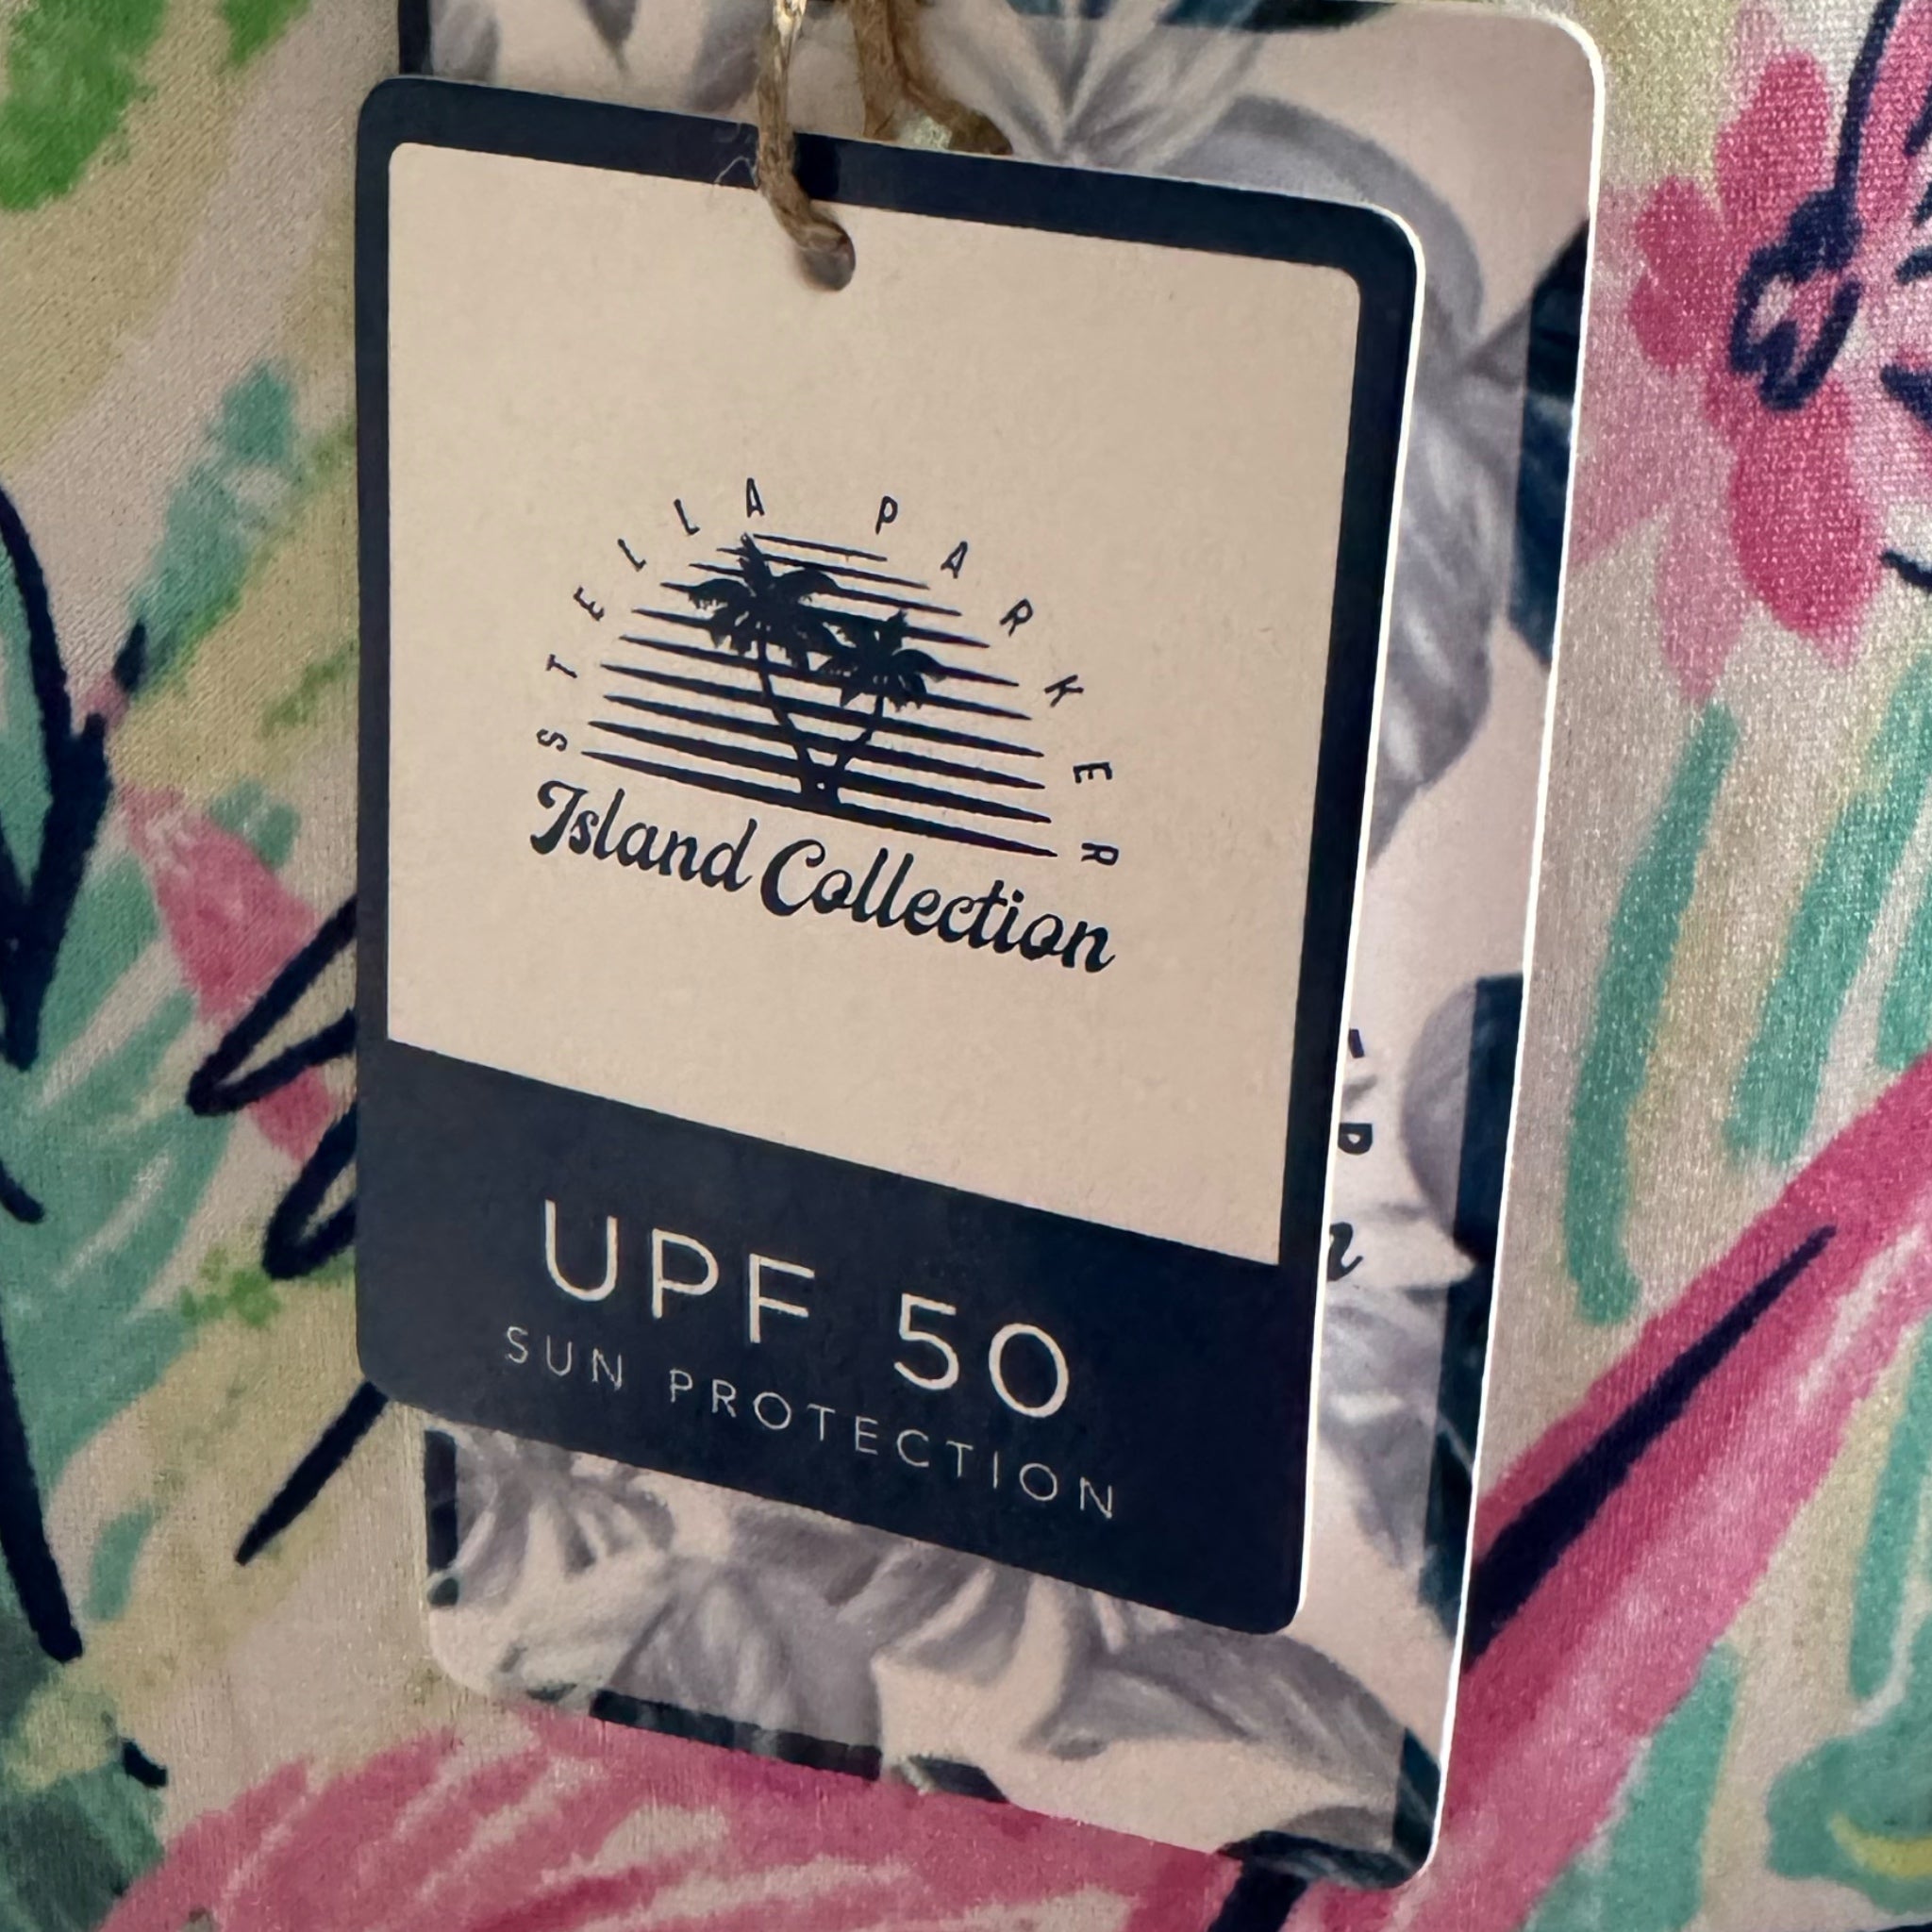 STELLA PARKER
Island Collection
UPF 50
SUN PROTECTION